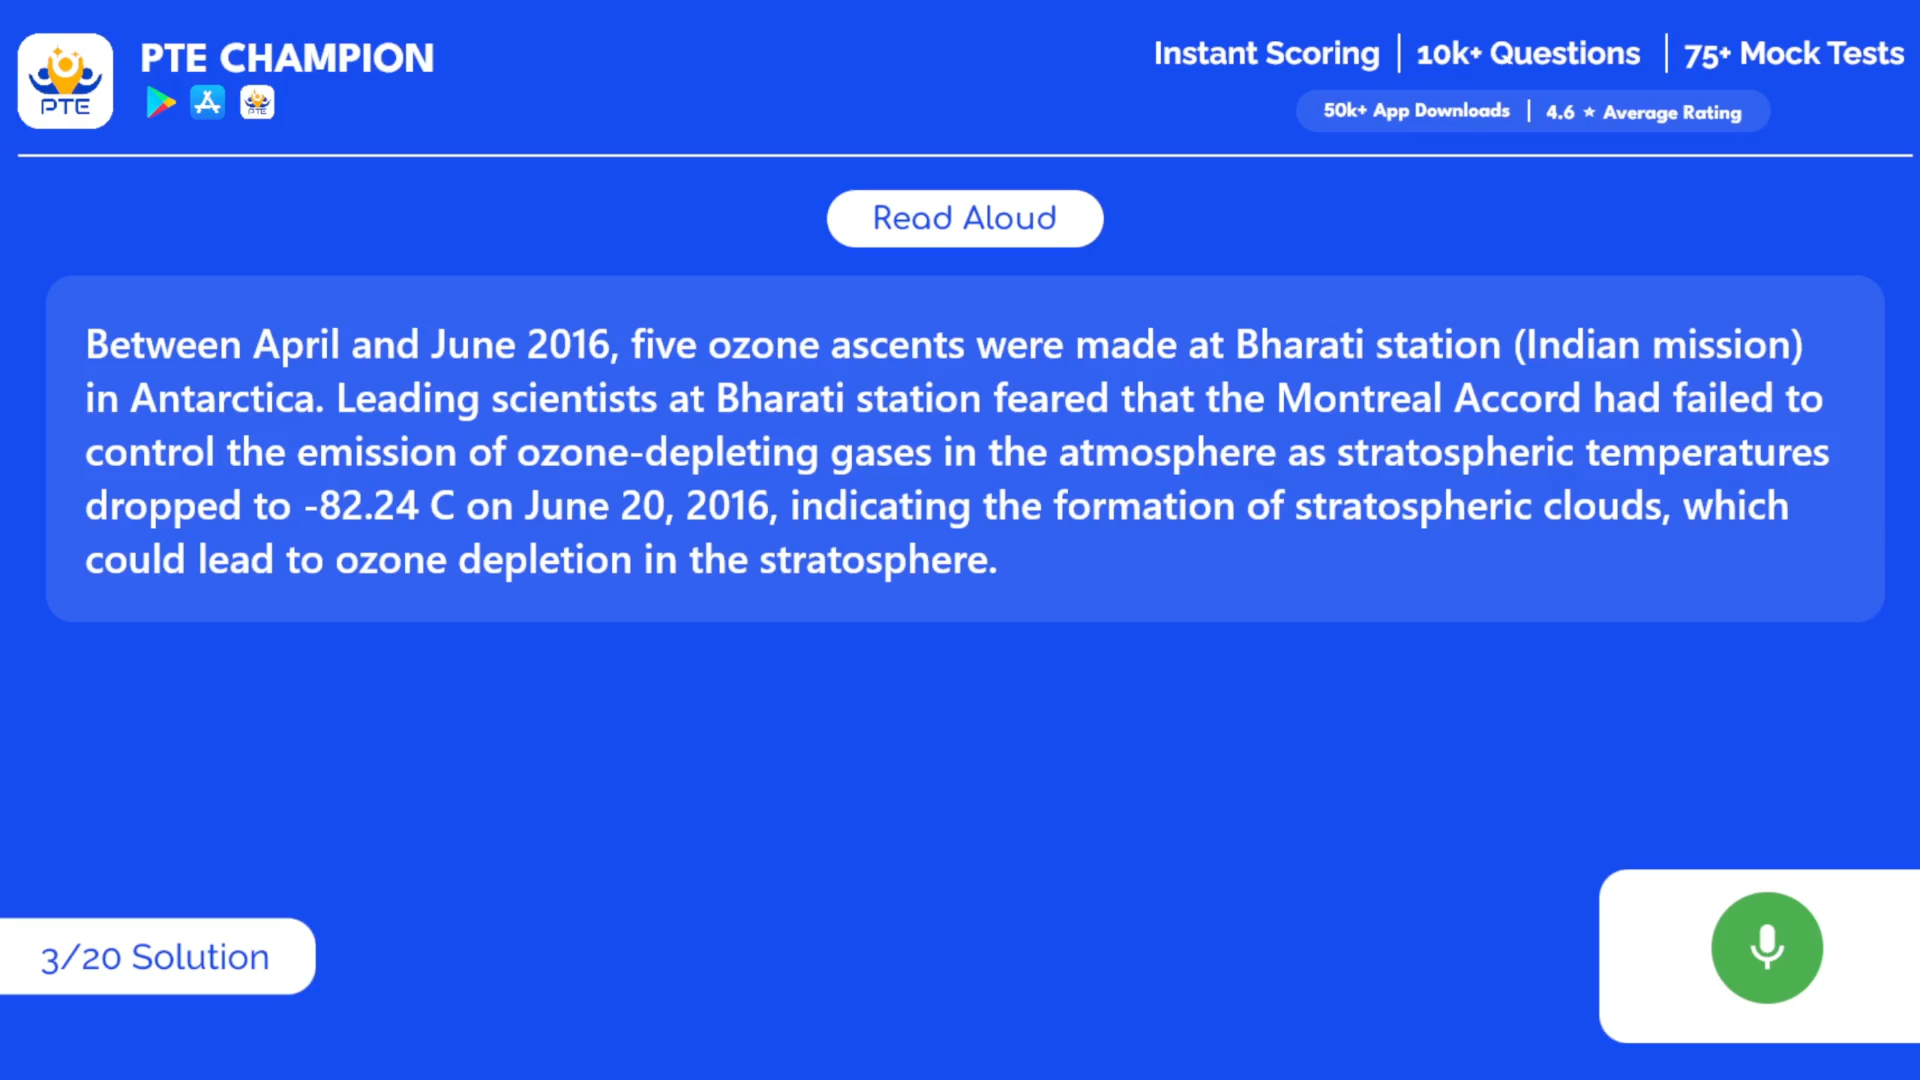 PTE CHAMPION
PTE
PTE
Instant Scoring | 10k+ Questions | 75+ Mock Tests
50k+ App Downloads | 4.6 ★ Average Rating
Read Aloud
Between April and June 2016, five ozone ascents were made at Bharati station (Indian mission)
in Antarctica. Leading scientists at Bharati station feared that the Montreal Accord had failed to
control the emission of ozone-depleting gases in the atmosphere as stratospheric temperatures
dropped to -82.24 C on June 20, 2016, indicating the formation of stratospheric clouds, which
could lead to ozone depletion in the stratosphere.
3/20 Solution